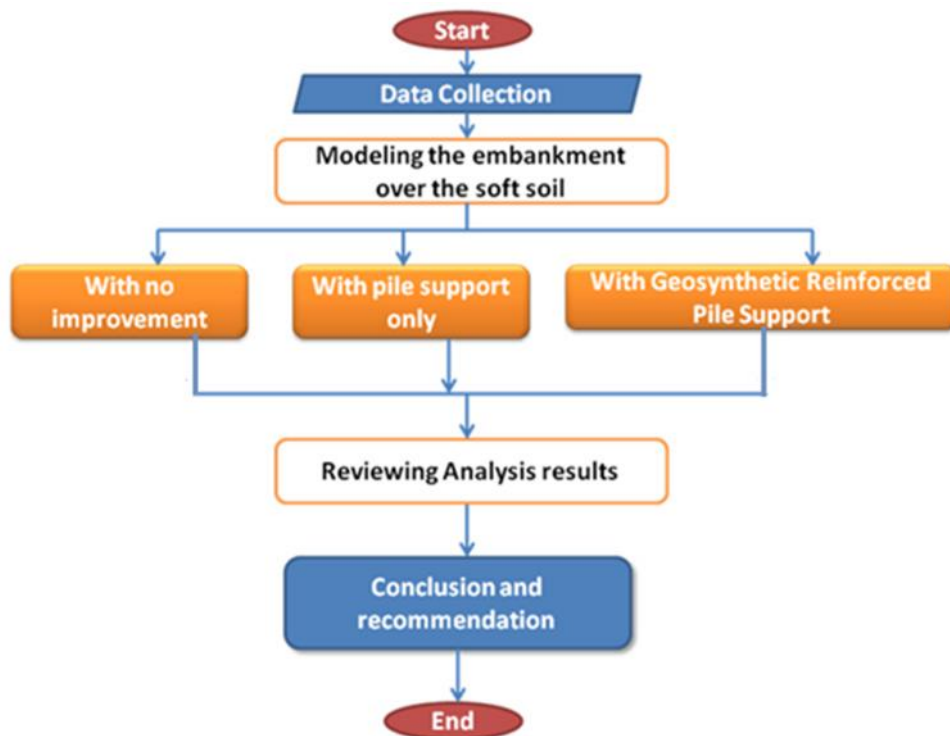 Start
Data Collection
Modeling the embankment
over the soft soil
With no
improvement
With pile support
only
With Geosynthetic Reinforced
Pile Support
Reviewing Analysis results
Conclusion and
recommendation
End